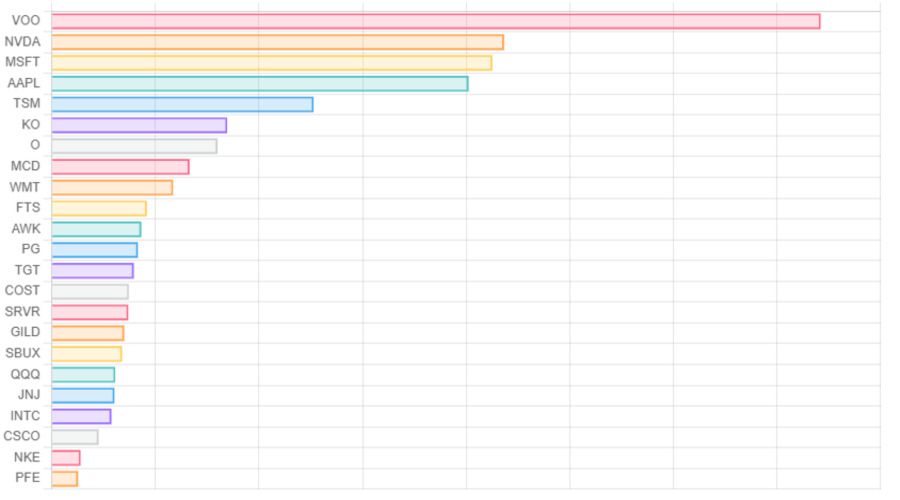 VOO
NVDA
MSFT
AAPL
TSM
KO
O
MCD
WMT
FTS
AWK
PG
TGT
COST
SRVR
GILD
SBUX
QQQ
JNJ
INTC
CSCO
NKE
PFE